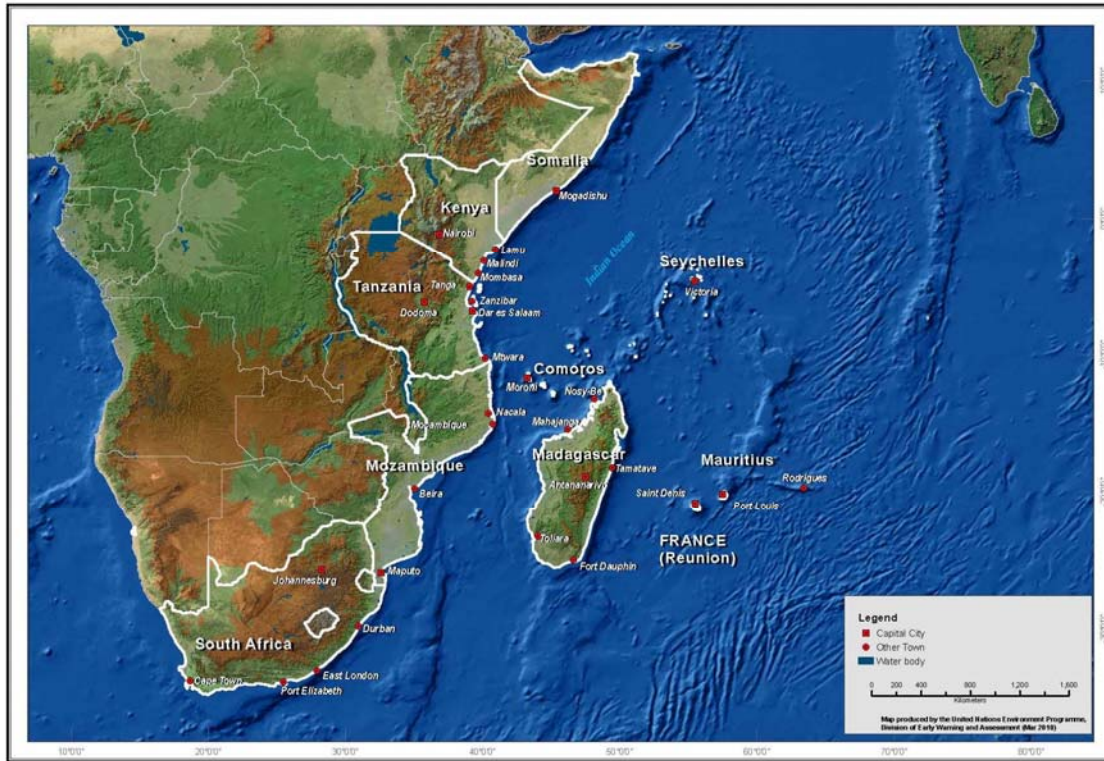 Somalia
Mogadishu
Kenya
Nairobi
Lamu
Malindi
Mombasa
Indian Ocean
Seychelles
Victoria
Tanzania
Tanga
Zanzibar
Dodoma
Dar es Salaam
Mtwara
Comoros
Moroni
Nosy-Be
Nacala
Mocambique
Mahajanga
Madagascar
Tamatave
Antananarivo
Mauritius
Rodrigues
Mozambique
Beira
Saint Denis
Port Louis
Toliara
FRANCE
(Reunion)
Fort Dauphin
Johannesburg
Maputo
Durban
South Africa
East London
Cape Town
Port Elizabeth
Legend
Capital City
Other Town
Water body
0 200 400 800 1,200 1,600
Kilometers
Map produced by the United Nations Environment Programme,
Division of Early Warning and Assessment (Mar 2010)
10°0'0" 20°0'0" 30°0'0" 40°0'0" 50°0'0" 60°0'0" 70°0'0" 80°0'0"